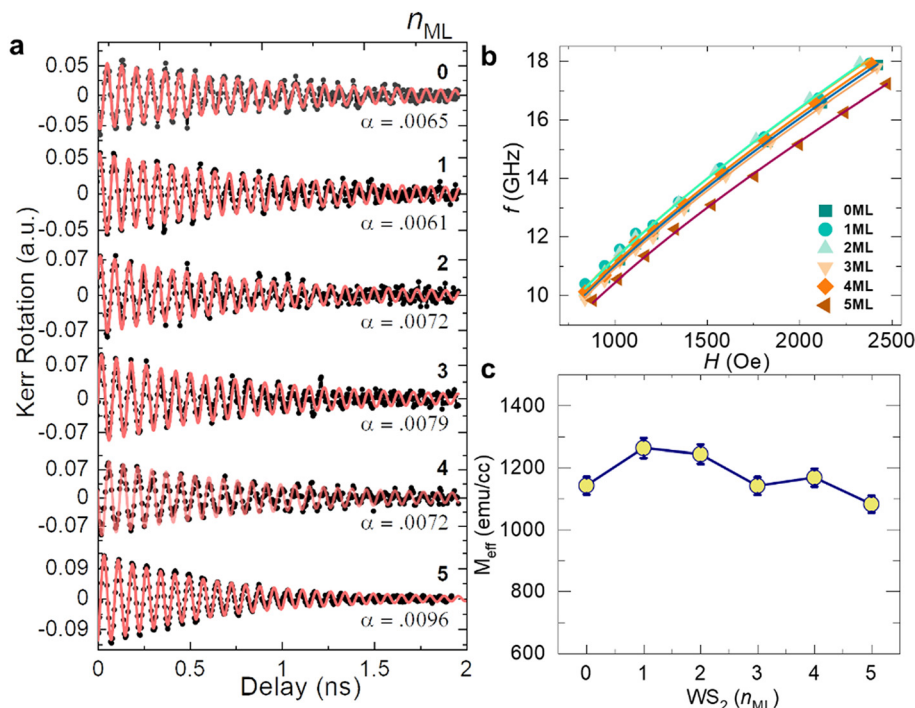 a
n_ML
Kerr Rotation (a.u.)
0.05
0
-0.05
0
α = .0065
0.05
0
-0.05
1
α = .0061
0.07
0
-0.07
2
α = .0072
0.07
0
-0.07
3
α = .0079
0.07
0
-0.07
4
α = .0072
0.09
0
-0.09
5
α = .0096
0 0.5 1 1.5 2
Delay (ns)
b
f (GHz)
18
16
14
12
10
0ML
1ML
2ML
3ML
4ML
5ML
1000 1500 2000 2500
H (Oe)
c
M_eff (emu/cc)
1400
1200
1000
800
600
0 1 2 3 4 5
WS₂ (n_ML)